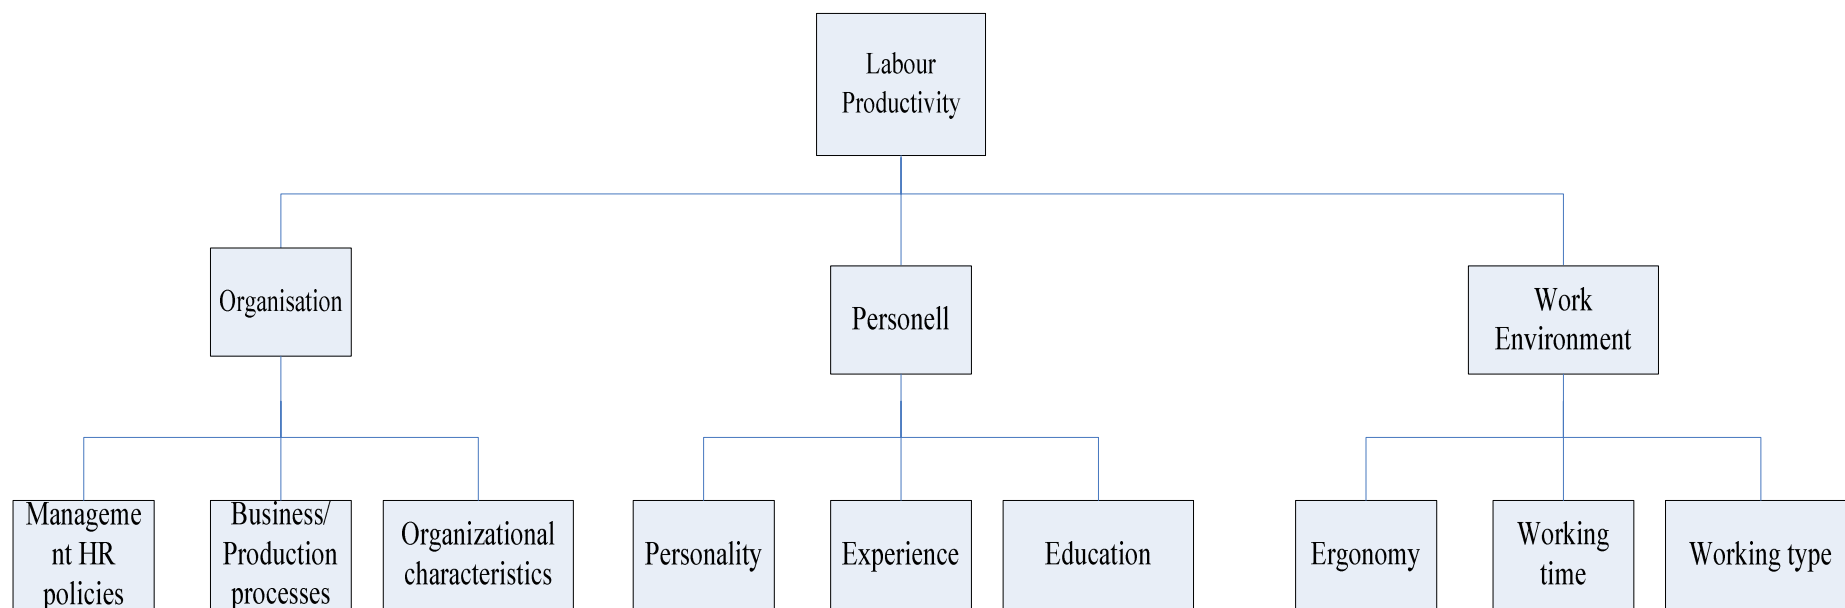 Labour
Productivity
Organisation
Personell
Work
Environment
Manageme
nt HR
policies
Business/
Production
processes
Organizational
characteristics
Personality
Experience
Education
Ergonomy
Working
time
Working type